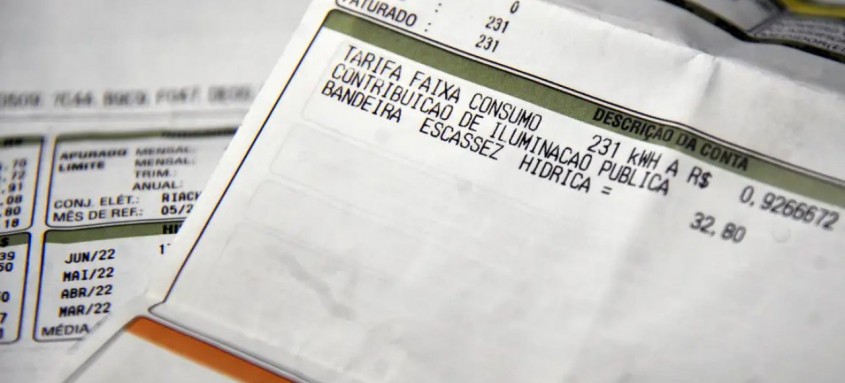 0
FATURADO : 231
231
DESCRIÇÃO DA CONTA
TARIFA FAIXA CONSUMO 231 KWH A R$ 0,9266672
CONTRIBUICAO DE ILUMINACAO PUBLICA 32,80
BANDEIRA ESCASSEZ HIDRICA =
APURADO MENSAL:
LIMITE MENSAL:
TRIM.:
ANUAL:
CONJ. ELÉT.:
MÊS DE REF.: 05/2
JUN/22
MAI/22
ABR/22
MAR/22
MÉDIA